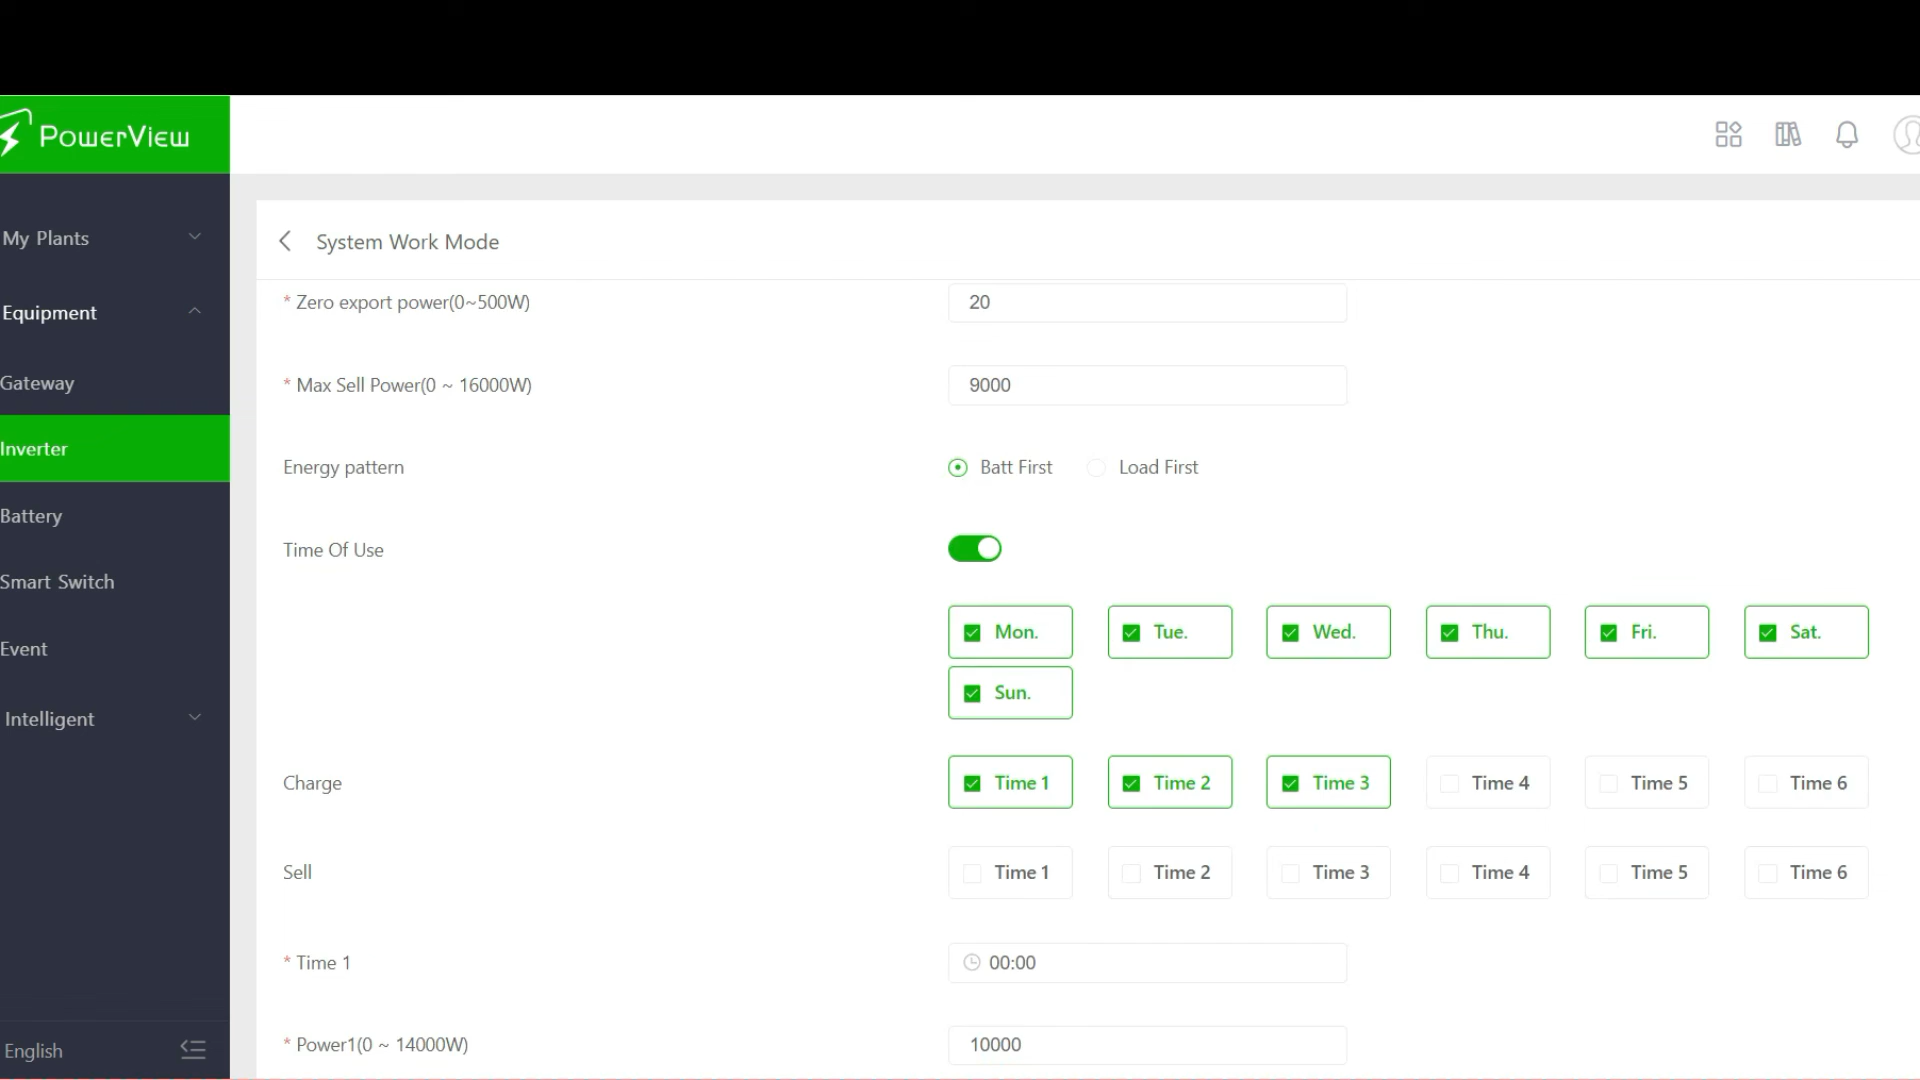 PowerView
My Plants
Equipment
Gateway
Inverter
Battery
Smart Switch
Event
Intelligent
English
System Work Mode
* Zero export power(0~500W) 20
* Max Sell Power(0 ~ 16000W) 9000
Energy pattern Batt First Load First
Time Of Use
Mon. Tue. Wed. Thu. Fri. Sat.
Sun.
Charge Time 1 Time 2 Time 3 Time 4 Time 5 Time 6
Sell Time 1 Time 2 Time 3 Time 4 Time 5 Time 6
* Time 1 00:00
* Power1(0 ~ 14000W) 10000